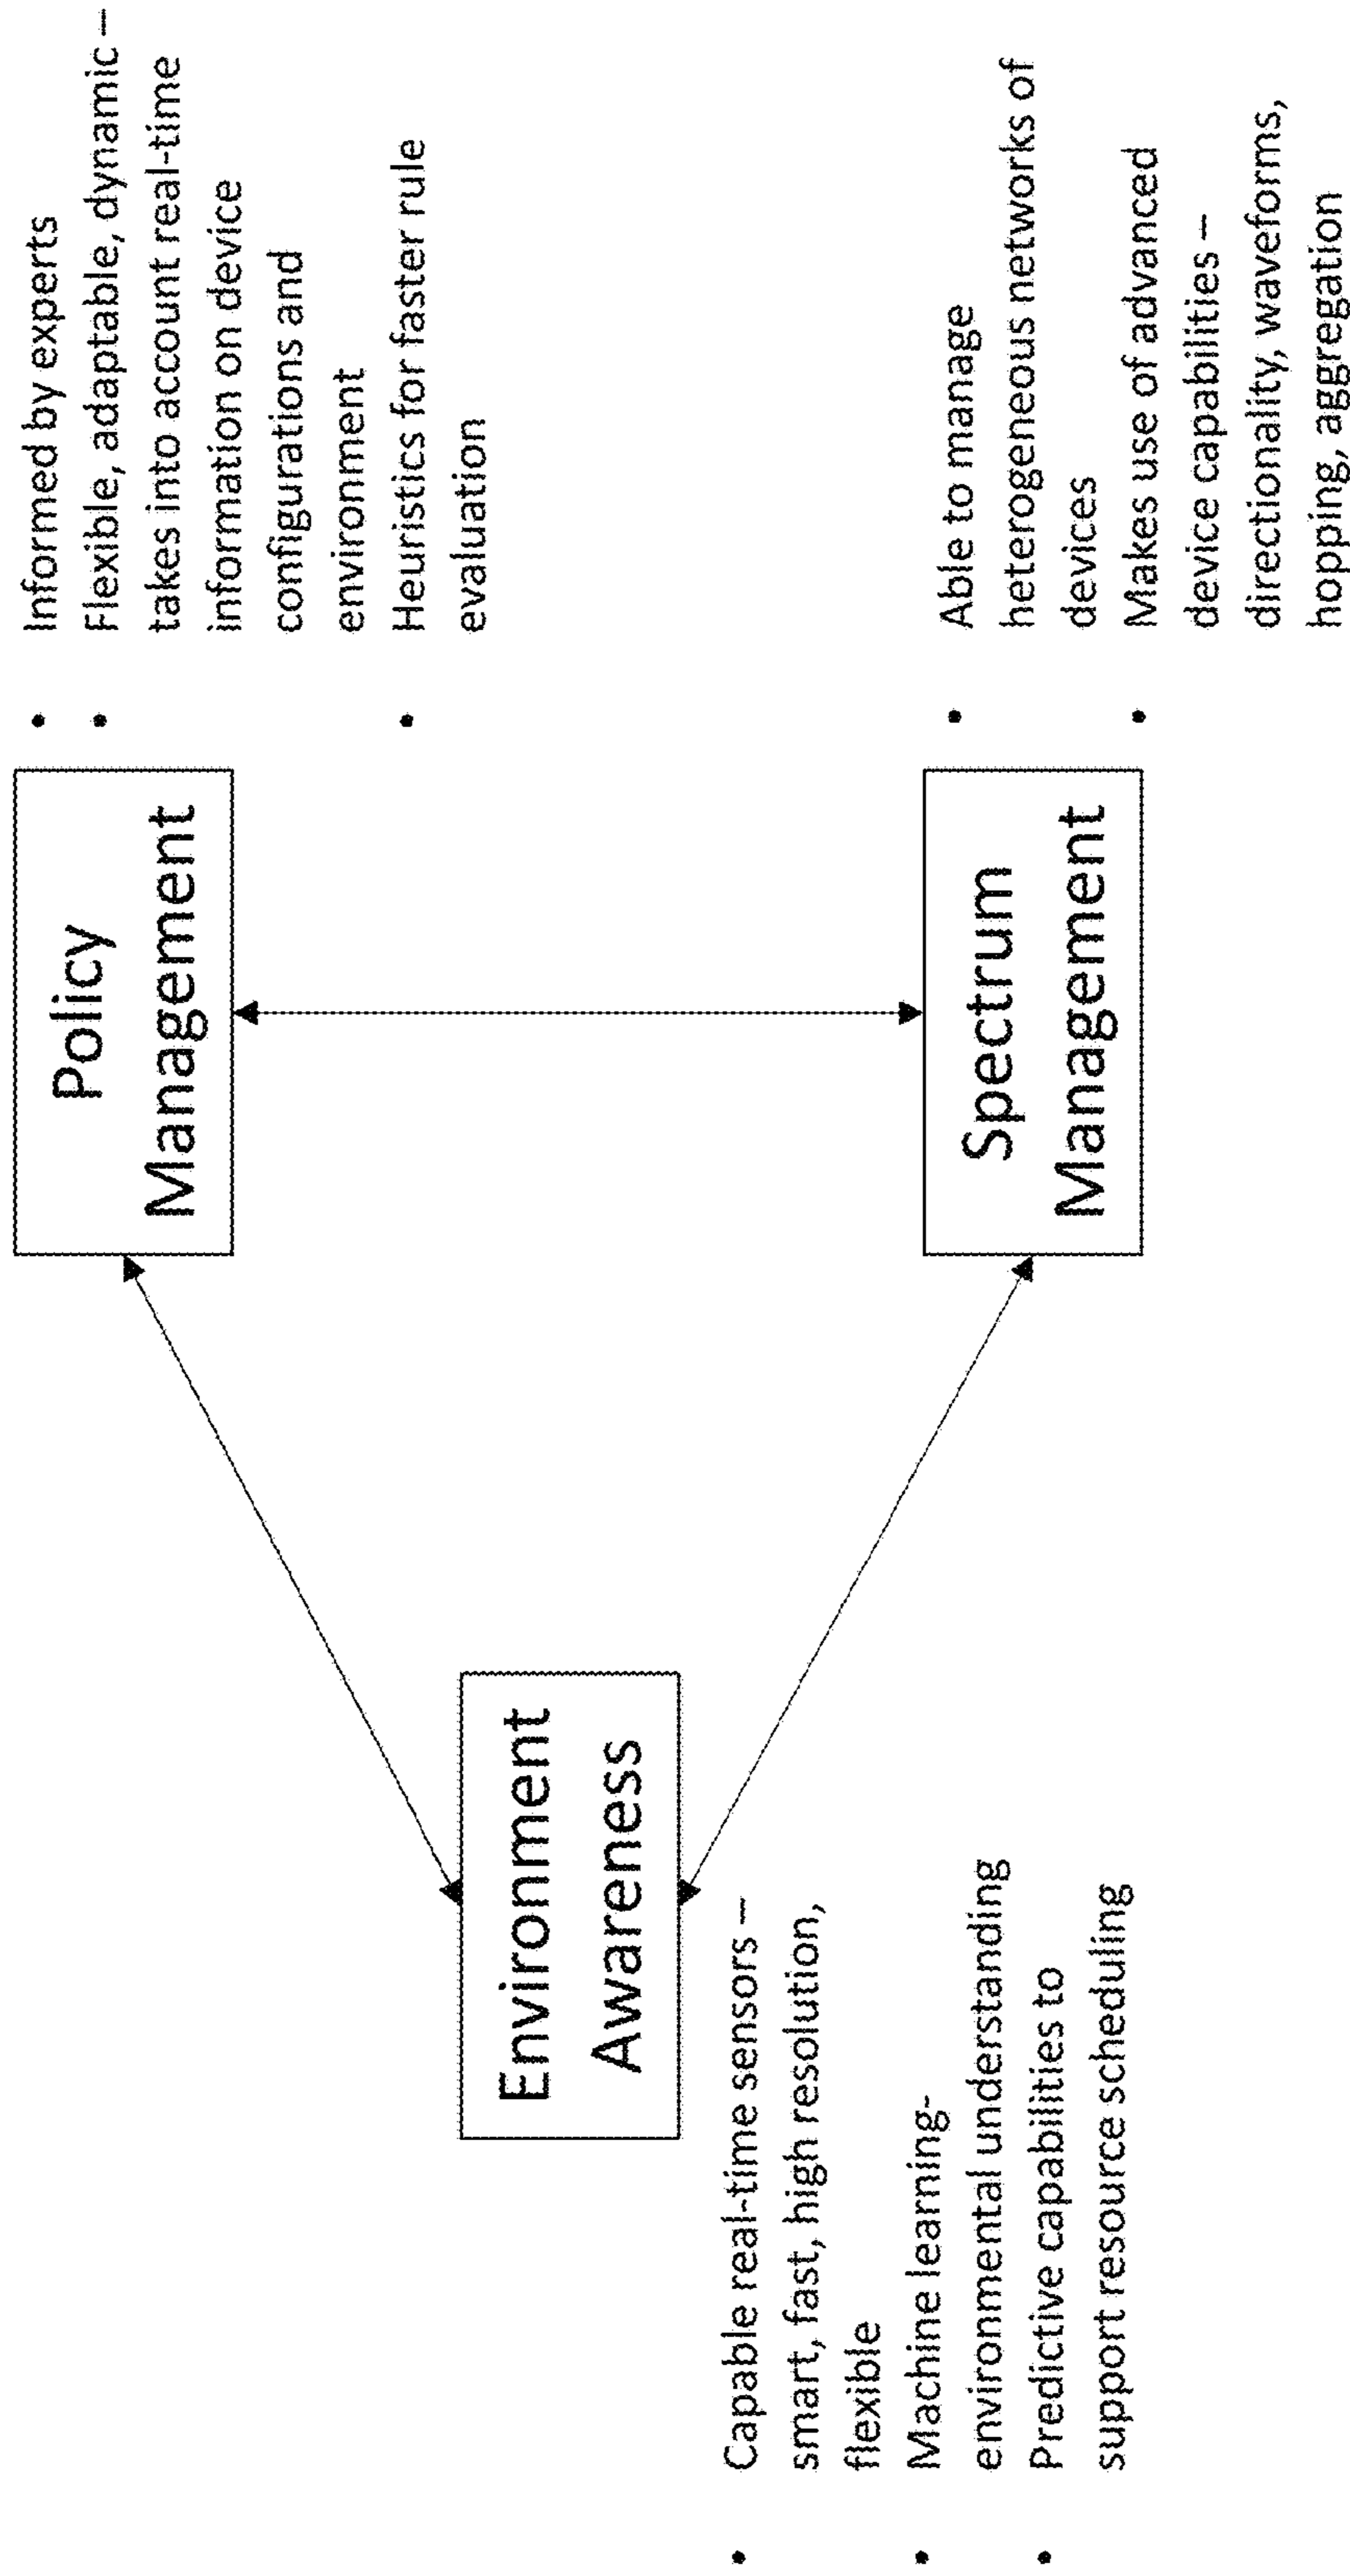 Policy
Management
• Informed by experts
• Flexible, adaptable, dynamic –
takes into account real-time
information on device
configurations and
environment
• Heuristics for faster rule
evaluation
Environment
Awareness
• Capable real-time sensors –
smart, fast, high resolution,
flexible
• Machine learning-
environmental understanding
• Predictive capabilities to
support resource scheduling
Spectrum
Management
• Able to manage
heterogeneous networks of
devices
• Makes use of advanced
device capabilities –
directionality, waveforms,
hopping, aggregation